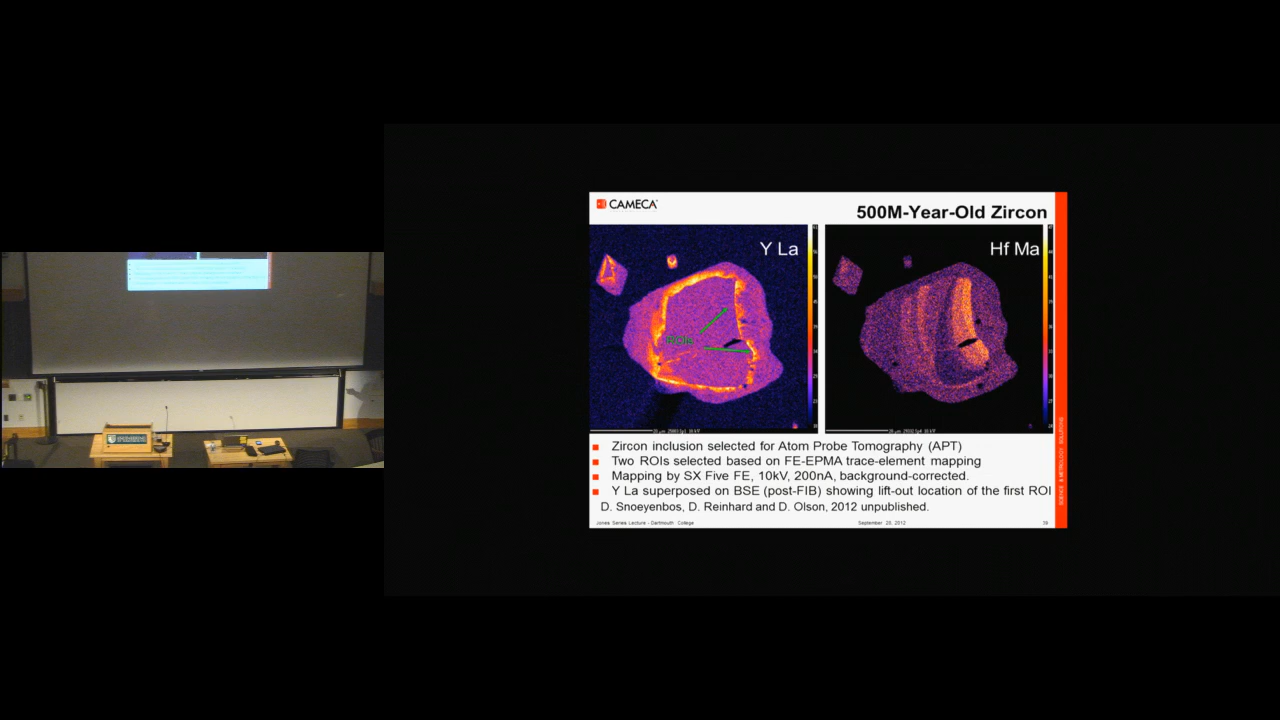 CAMECA
500M-Year-Old Zircon
Y La
Hf Ma
ROIs
Zircon inclusion selected for Atom Probe Tomography (APT)
Two ROIs selected based on FE-EPMA trace-element mapping
Mapping by SX Five FE, 10kV, 200nA, background-corrected.
Y La superposed on BSE (post-FIB) showing lift-out location of the first ROI
D. Snoeyenbos, D. Reinhard and D. Olson, 2012 unpublished.
Jones Series Lecture - Dartmouth College
September 28, 2012
SCIENCE & METROLOGY SOLUTIONS